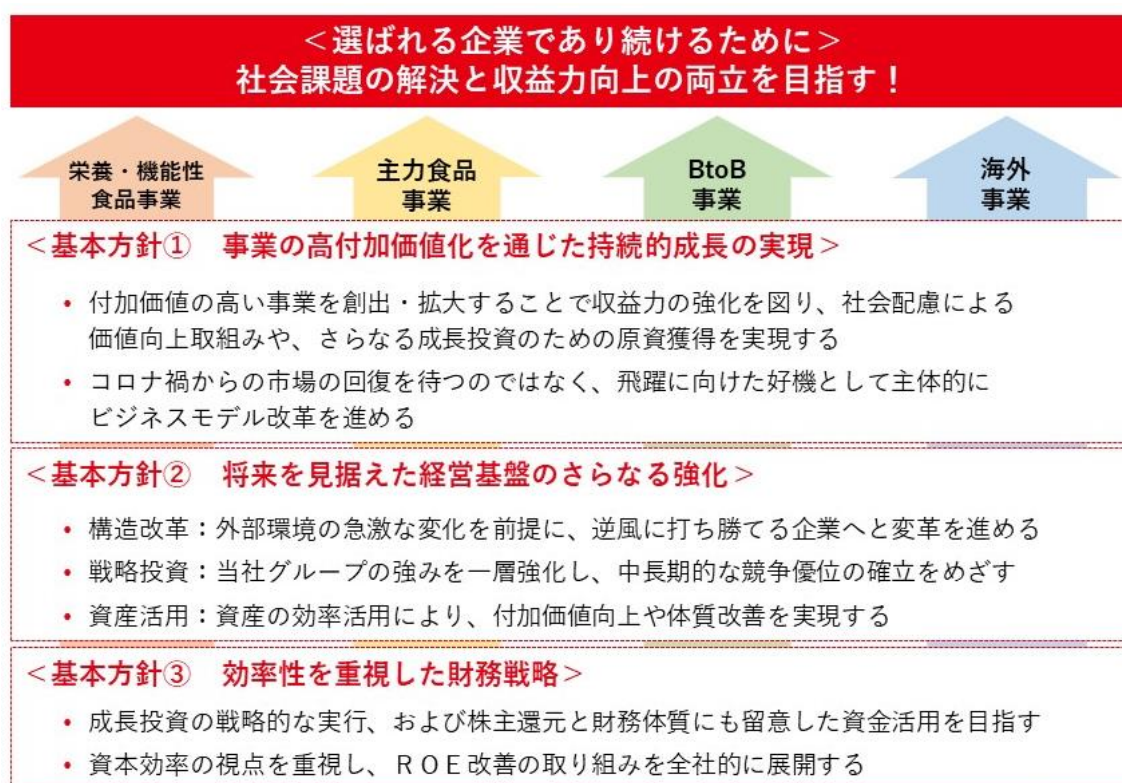 ＜選ばれる企業であり続けるために＞
社会課題の解決と収益力向上の両立を目指す！
栄養・機能性
食品事業
主力食品
事業
BtoB
事業
海外
事業
＜基本方針①　事業の高付加価値化を通じた持続的成長の実現＞
• 付加価値の高い事業を創出・拡大することで収益力の強化を図り、社会配慮による
価値向上取組みや、さらなる成長投資のための原資獲得を実現する
• コロナ禍からの市場の回復を待つのではなく、飛躍に向けた好機として主体的に
ビジネスモデル改革を進める
＜基本方針②　将来を見据えた経営基盤のさらなる強化＞
• 構造改革：外部環境の急激な変化を前提に、逆風に打ち勝てる企業へと変革を進める
• 戦略投資：当社グループの強みを一層強化し、中長期的な競争優位の確立をめざす
• 資産活用：資産の効率活用により、付加価値向上や体質改善を実現する
＜基本方針③　効率性を重視した財務戦略＞
• 成長投資の戦略的な実行、および株主還元と財務体質にも留意した資金活用を目指す
• 資本効率の視点を重視し、ＲＯＥ改善の取り組みを全社的に展開する